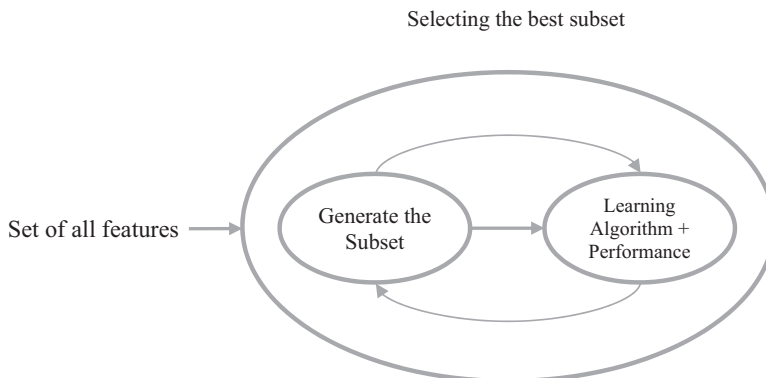 Selecting the best subset
Set of all features
Generate the
Subset
Learning
Algorithm +
Performance